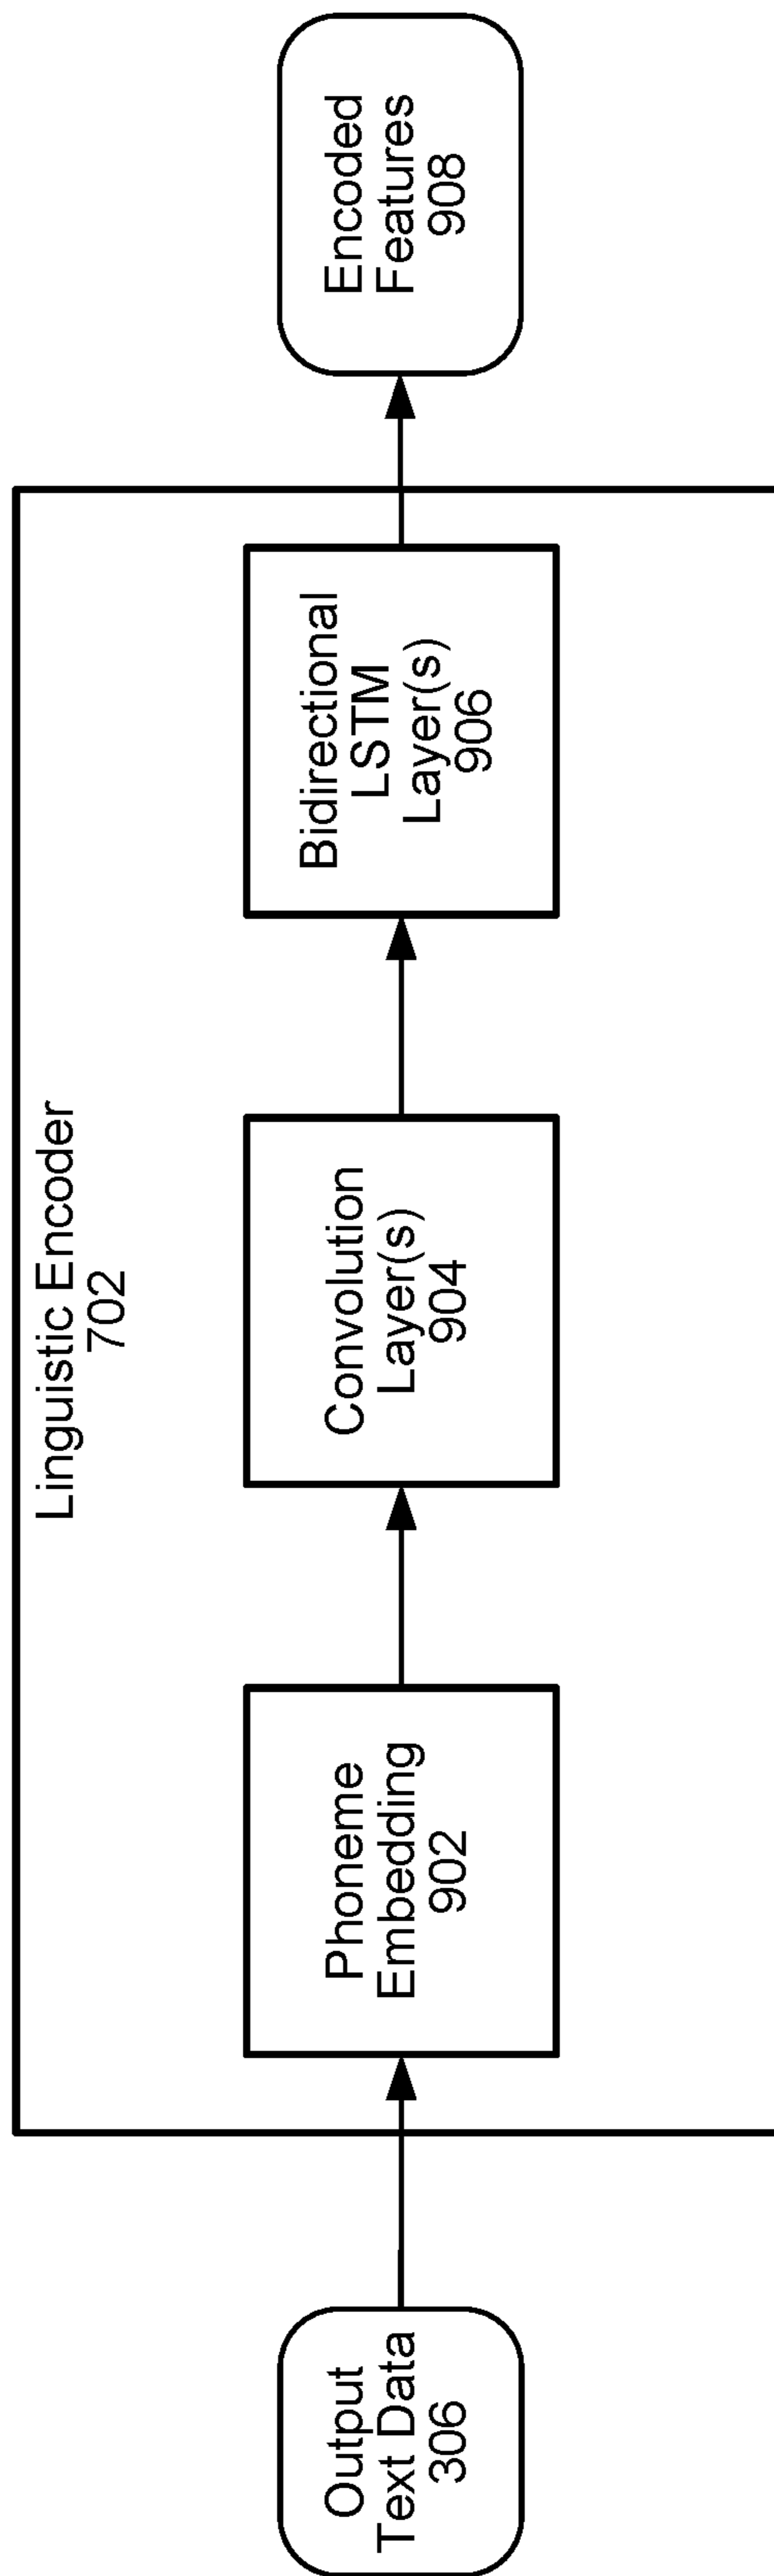 Linguistic Encoder
702
Output
Text Data
306
Phoneme
Embedding
902
Convolution
Layer(s)
904
Bidirectional
LSTM
Layer(s)
906
Encoded
Features
908